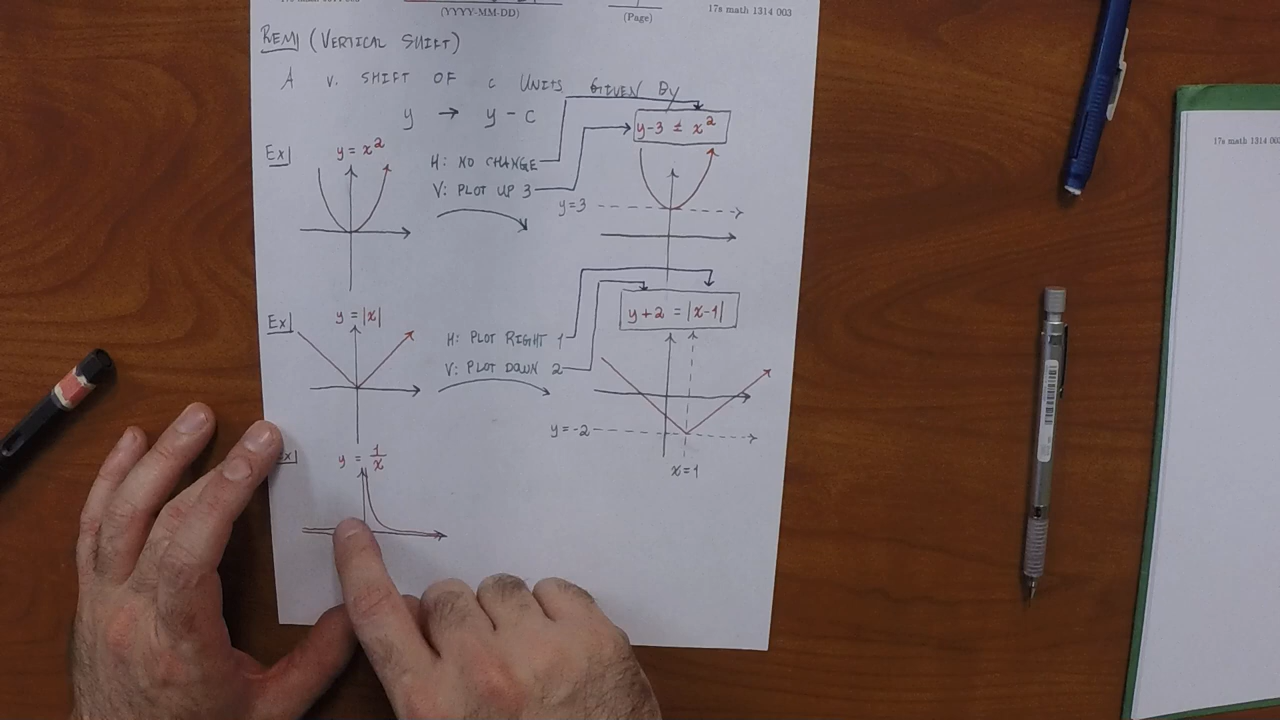 (YYYY-MM-DD)
(Page)
17s math 1314 003
REM| (VERTICAL SHIFT)
A V. SHIFT OF c UNITS GIVEN BY
y → y - c
Ex| y = x²
H: NO CHANGE
V: PLOT UP 3
y-3 = x²
y=3
Ex| y = |x|
H: PLOT RIGHT 1
V: PLOT DOWN 2
y+2 = |x-1|
y=-2
x=1
y = 1/x
17s math 1314 003